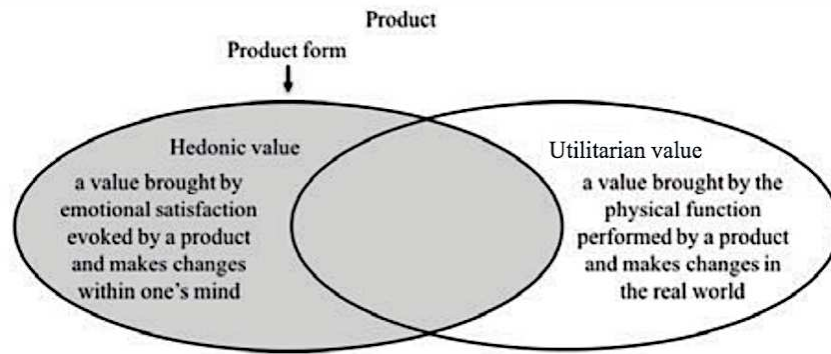 Product
Product form
Hedonic value
a value brought by
emotional satisfaction
evoked by a product
and makes changes
within one's mind
Utilitarian value
a value brought by the
physical function
performed by a product
and makes changes in
the real world